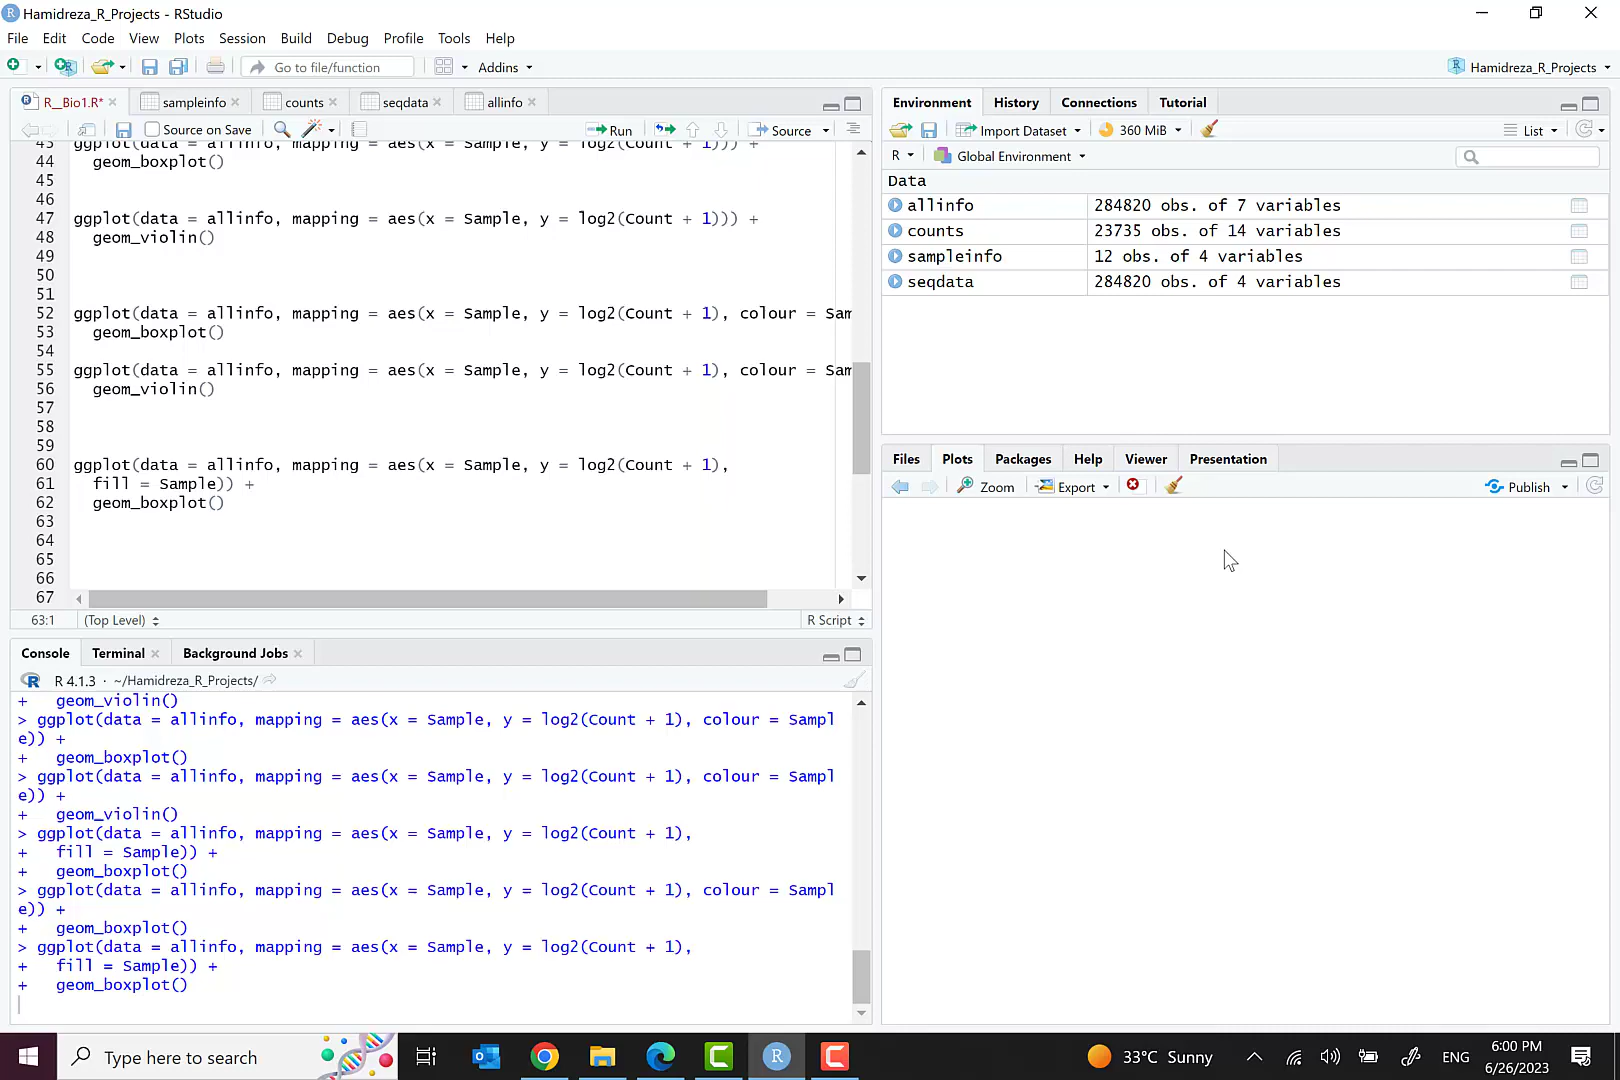 Hamidreza_R_Projects - RStudio
File Edit Code View Plots Session Build Debug Profile Tools Help
Go to file/function Addins Hamidreza_R_Projects
R__Bio1.R* sampleinfo counts seqdata allinfo
Source on Save Run Source
43 ggplot(data = allinfo, mapping = aes(x = Sample, y = log2(Count + 1))) +
44 geom_boxplot()
45
46
47 ggplot(data = allinfo, mapping = aes(x = Sample, y = log2(Count + 1))) +
48 geom_violin()
49
50
51
52 ggplot(data = allinfo, mapping = aes(x = Sample, y = log2(Count + 1), colour = Sam
53 geom_boxplot()
54
55 ggplot(data = allinfo, mapping = aes(x = Sample, y = log2(Count + 1), colour = Sam
56 geom_violin()
57
58
59
60 ggplot(data = allinfo, mapping = aes(x = Sample, y = log2(Count + 1),
61 fill = Sample)) +
62 geom_boxplot()
63
64
65
66
67
63:1 (Top Level) R Script
Console Terminal Background Jobs
R 4.1.3 · ~/Hamidreza_R_Projects/
+ geom_violin()
> ggplot(data = allinfo, mapping = aes(x = Sample, y = log2(Count + 1), colour = Sampl
e)) +
+ geom_boxplot()
> ggplot(data = allinfo, mapping = aes(x = Sample, y = log2(Count + 1), colour = Sampl
e)) +
+ geom_violin()
> ggplot(data = allinfo, mapping = aes(x = Sample, y = log2(Count + 1),
+ fill = Sample)) +
+ geom_boxplot()
> ggplot(data = allinfo, mapping = aes(x = Sample, y = log2(Count + 1), colour = Sampl
e)) +
+ geom_boxplot()
> ggplot(data = allinfo, mapping = aes(x = Sample, y = log2(Count + 1),
+ fill = Sample)) +
+ geom_boxplot()
Environment History Connections Tutorial
Import Dataset 360 MiB List
R Global Environment
Data
allinfo 284820 obs. of 7 variables
counts 23735 obs. of 14 variables
sampleinfo 12 obs. of 4 variables
seqdata 284820 obs. of 4 variables
Files Plots Packages Help Viewer Presentation
Zoom Export Publish
Type here to search
33°C Sunny ENG
6:00 PM
6/26/2023